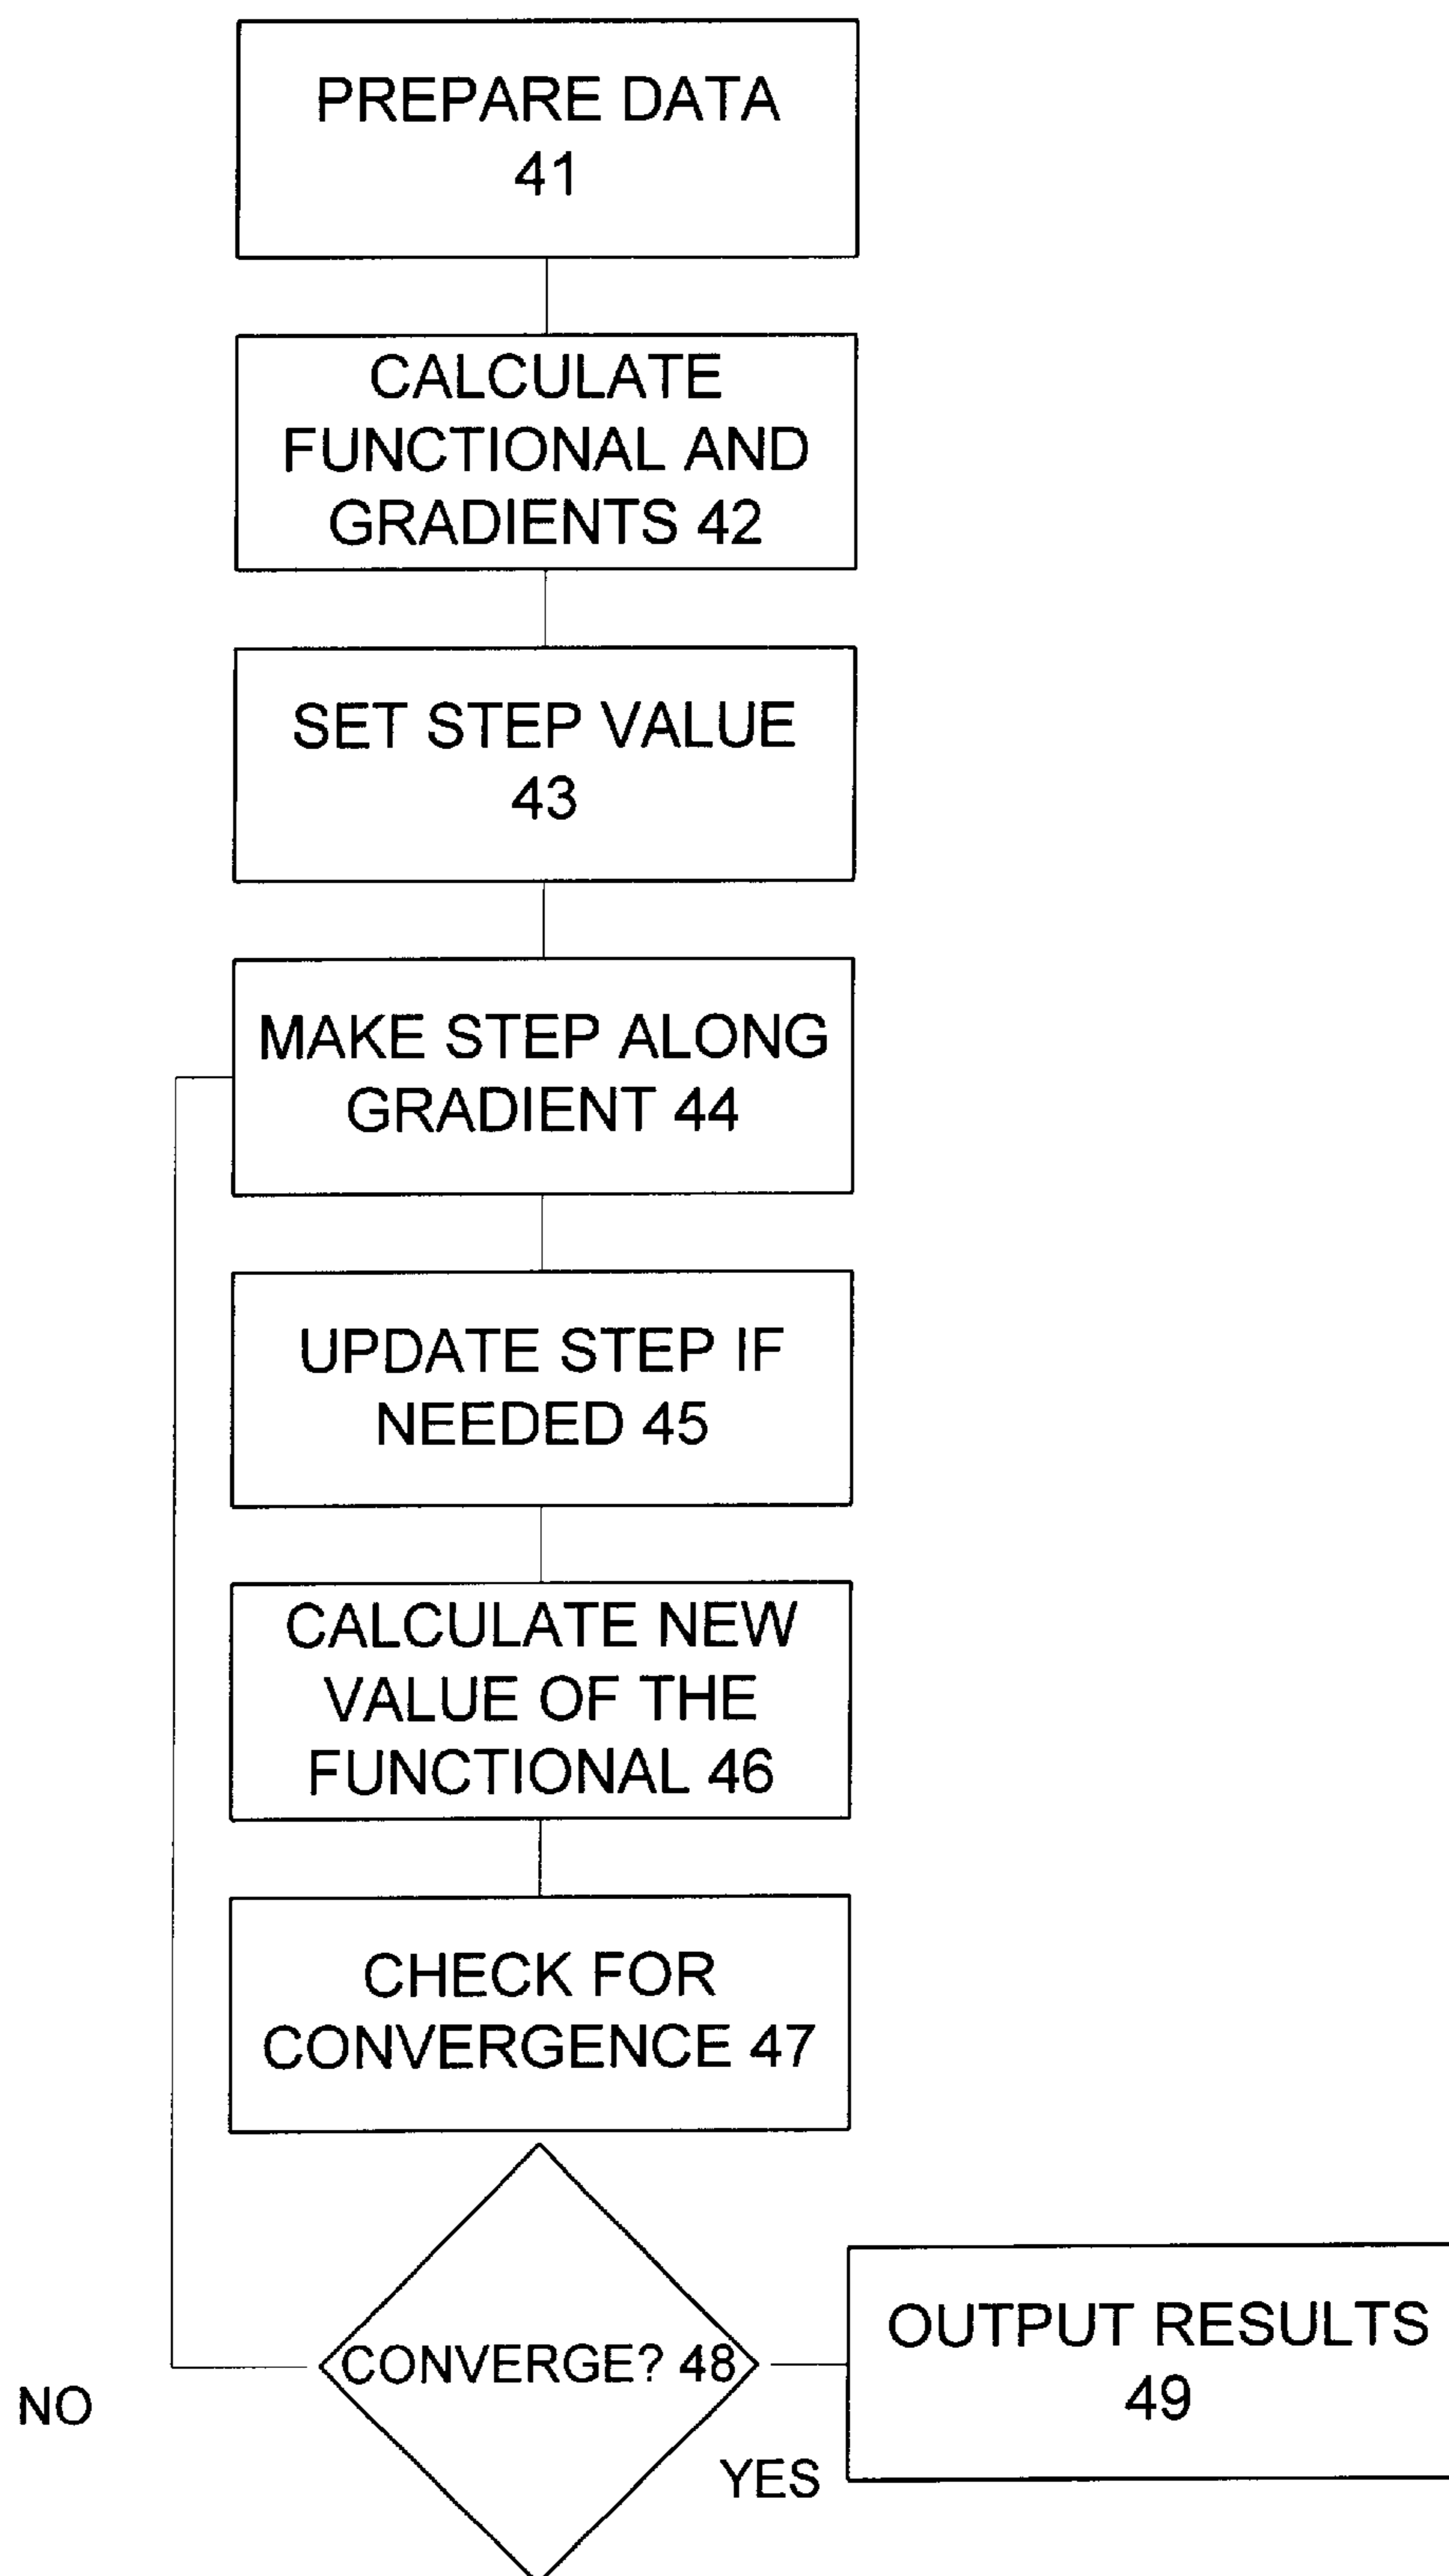 PREPARE DATA
41
CALCULATE
FUNCTIONAL AND
GRADIENTS 42
SET STEP VALUE
43
MAKE STEP ALONG
GRADIENT 44
UPDATE STEP IF
NEEDED 45
CALCULATE NEW
VALUE OF THE
FUNCTIONAL 46
CHECK FOR
CONVERGENCE 47
CONVERGE? 48
OUTPUT RESULTS
49
NO
YES